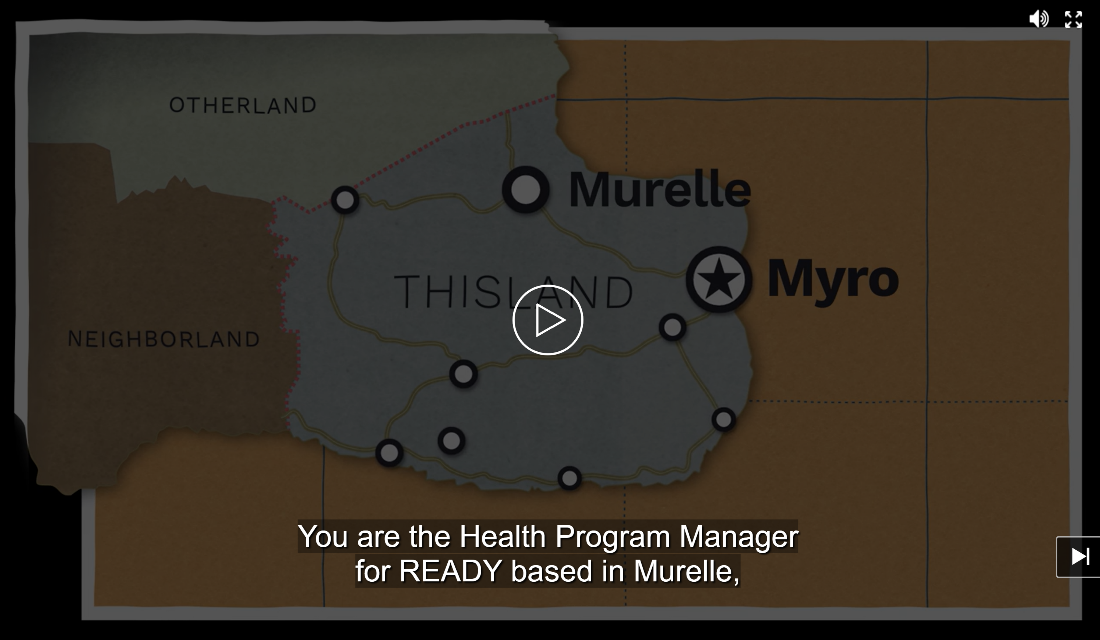 OTHERLAND
Murelle
Myro
THISLAND
NEIGHBORLAND
You are the Health Program Manager
for READY based in Murelle,